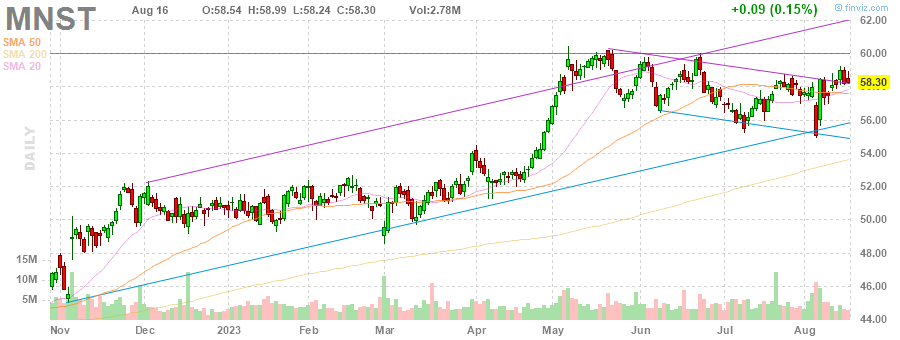 MNST Aug 16 O:58.54 H:58.99 L:58.24 C:58.30 Vol:2.78M +0.09 (0.15%) © finviz.com
SMA 50
SMA 200
SMA 20
DAILY
62.00
60.00
58.30
56.00
54.00
52.00
50.00
48.00
46.00
44.00
15M
10M
5M
Nov Dec 2023 Feb Mar Apr May Jun Jul Aug